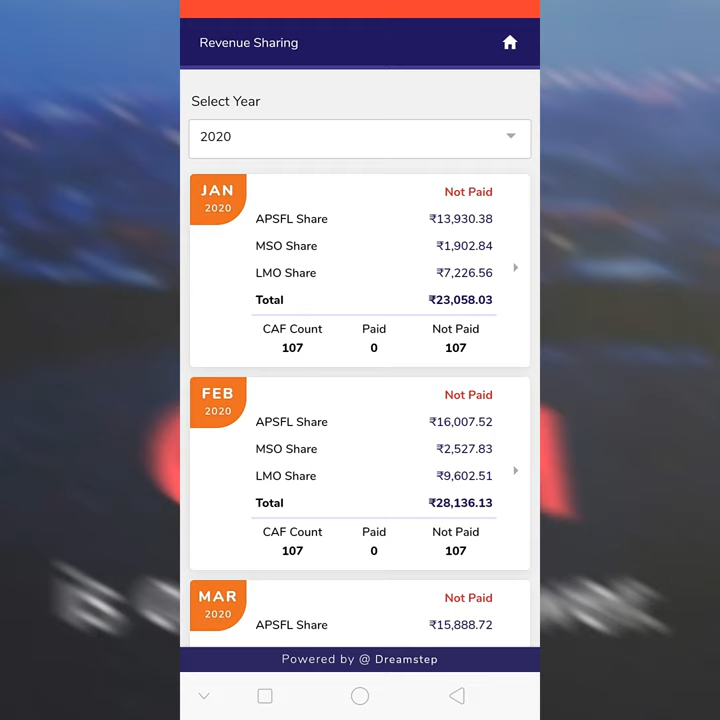 Revenue Sharing
Select Year
2020
JAN
2020
Not Paid
APSFL Share ₹13,930.38
MSO Share ₹1,902.84
LMO Share ₹7,226.56
Total ₹23,058.03
CAF Count Paid Not Paid
107 0 107
FEB
2020
Not Paid
APSFL Share ₹16,007.52
MSO Share ₹2,527.83
LMO Share ₹9,602.51
Total ₹28,136.13
CAF Count Paid Not Paid
107 0 107
MAR
2020
Not Paid
APSFL Share ₹15,888.72
Powered by @ Dreamstep